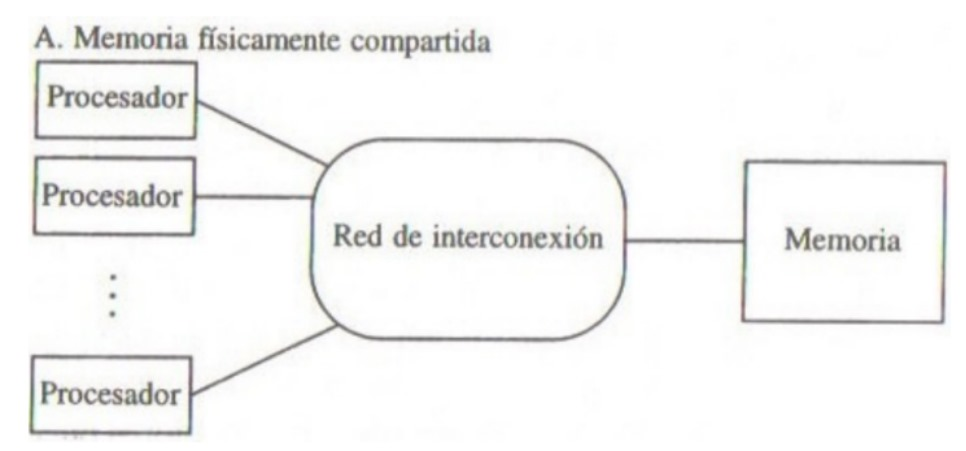 A. Memoria físicamente compartida
Procesador
Procesador
Red de interconexión
Memoria
Procesador